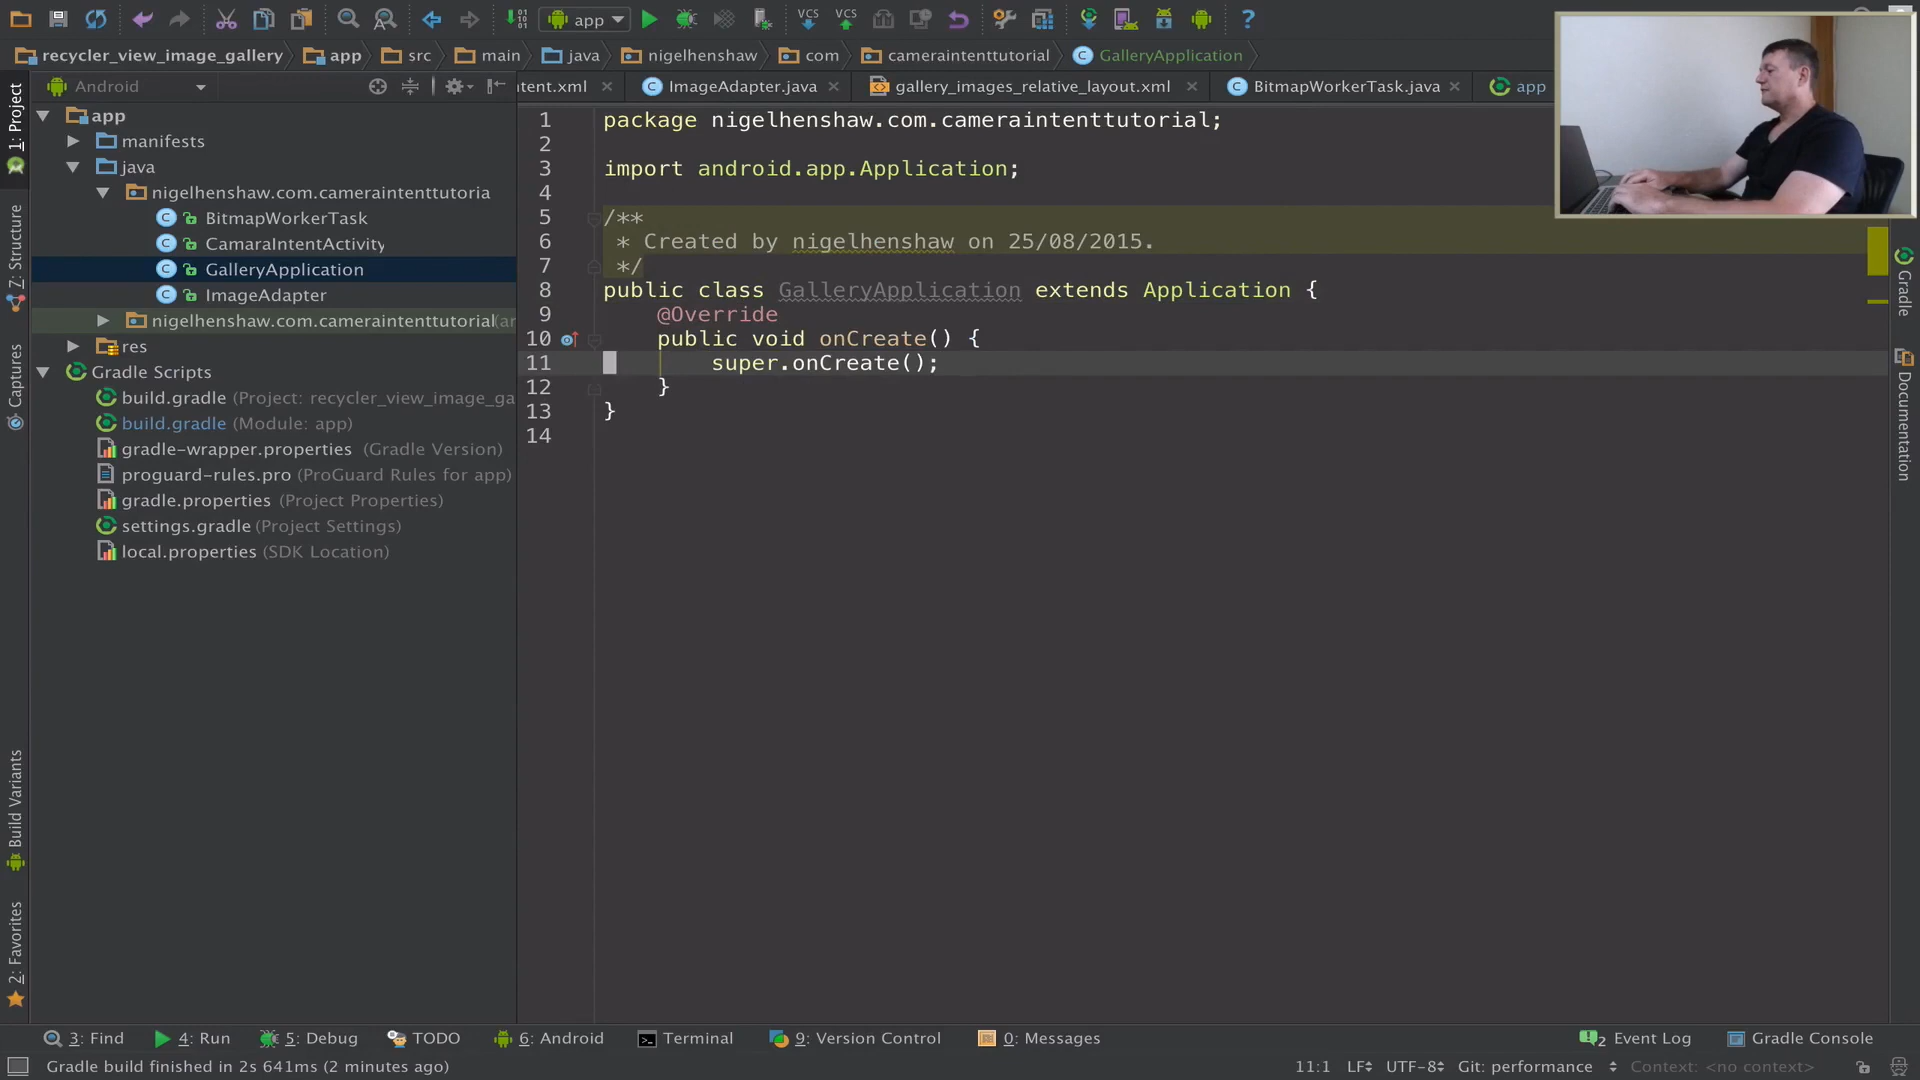 app
recycler_view_image_gallery app src main java nigelhenshaw com cameraintenttutorial GalleryApplication
Android
tent.xml ImageAdapter.java gallery_images_relative_layout.xml BitmapWorkerTask.java app
1: Project
7: Structure
Captures
Build Variants
2: Favorites
app
manifests
java
nigelhenshaw.com.cameraintenttutoria
BitmapWorkerTask
CamaraIntentActivity
GalleryApplication
ImageAdapter
nigelhenshaw.com.cameraintenttutorial(ar
res
Gradle Scripts
build.gradle (Project: recycler_view_image_ga
build.gradle (Module: app)
gradle-wrapper.properties (Gradle Version)
proguard-rules.pro (ProGuard Rules for app)
gradle.properties (Project Properties)
settings.gradle (Project Settings)
local.properties (SDK Location)
1 package nigelhenshaw.com.cameraintenttutorial;
2
3 import android.app.Application;
4
5 /**
6 * Created by nigelhenshaw on 25/08/2015.
7 */
8 public class GalleryApplication extends Application {
9 @Override
10 public void onCreate() {
11 super.onCreate();
12 }
13 }
14
Gradle
Documentation
3: Find 4: Run 5: Debug TODO 6: Android Terminal 9: Version Control 0: Messages 2 Event Log Gradle Console
Gradle build finished in 2s 641ms (2 minutes ago) 11:1 LF UTF-8 Git: performance Context: <no context>